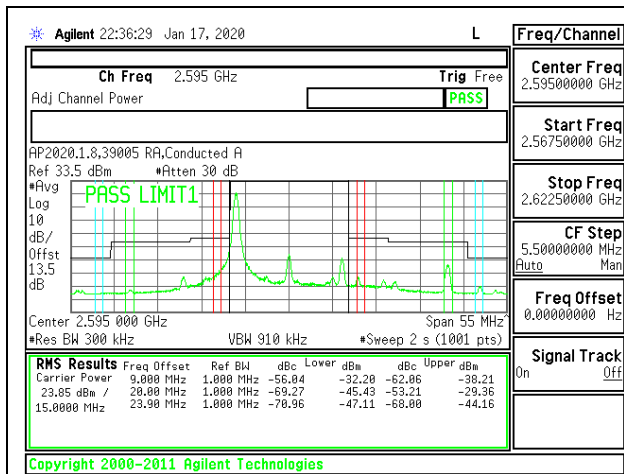 Agilent 22:36:29 Jan 17, 2020 L
Freq/Channel
Ch Freq 2.595 GHz Trig Free
Adj Channel Power PASS
Center Freq
2.59500000 GHz
Start Freq
2.56750000 GHz
Stop Freq
2.62250000 GHz
CF Step
5.50000000 MHz
Auto Man
Freq Offset
0.00000000 Hz
Signal Track
On Off
AP2020.1.8,39005 RA,Conducted A
Ref 33.5 dBm #Atten 30 dB
#Avg
Log
10
dB/
Offst
13.5
dB
PASS LIMIT1
Center 2.595 000 GHz Span 55 MHz^
#Res BW 300 kHz VBW 910 kHz #Sweep 2 s (1001 pts)
RMS Results Freq Offset Ref BW dBc Lower dBm dBc Upper dBm
Carrier Power 9.000 MHz 1.000 MHz -56.04 -32.20 -62.06 -38.21
23.85 dBm / 20.00 MHz 1.000 MHz -69.27 -45.43 -53.21 -29.36
15.0000 MHz 23.90 MHz 1.000 MHz -70.96 -47.11 -68.00 -44.16
Copyright 2000-2011 Agilent Technologies